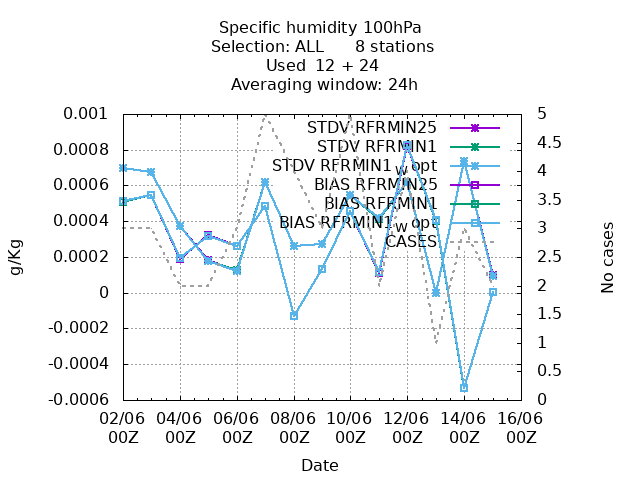 Specific humidity 100hPa
Selection: ALL 8 stations
Used 12 + 24
Averaging window: 24h
0.001
0.0008
0.0006
0.0004
0.0002
0
-0.0002
-0.0004
-0.0006
g/Kg
STDV RFRMIN25
STDV RFRMIN1
STDV RFRMIN1_w opt
BIAS RFRMIN25
BIAS RFRMIN1
BIAS RFRMIN1_w opt
CASES
5
4.5
4
3.5
3
2.5
2
1.5
1
0.5
0
No cases
02/06 04/06 06/06 08/06 10/06 12/06 14/06 16/06
00Z 00Z 00Z 00Z 00Z 00Z 00Z 00Z
Date